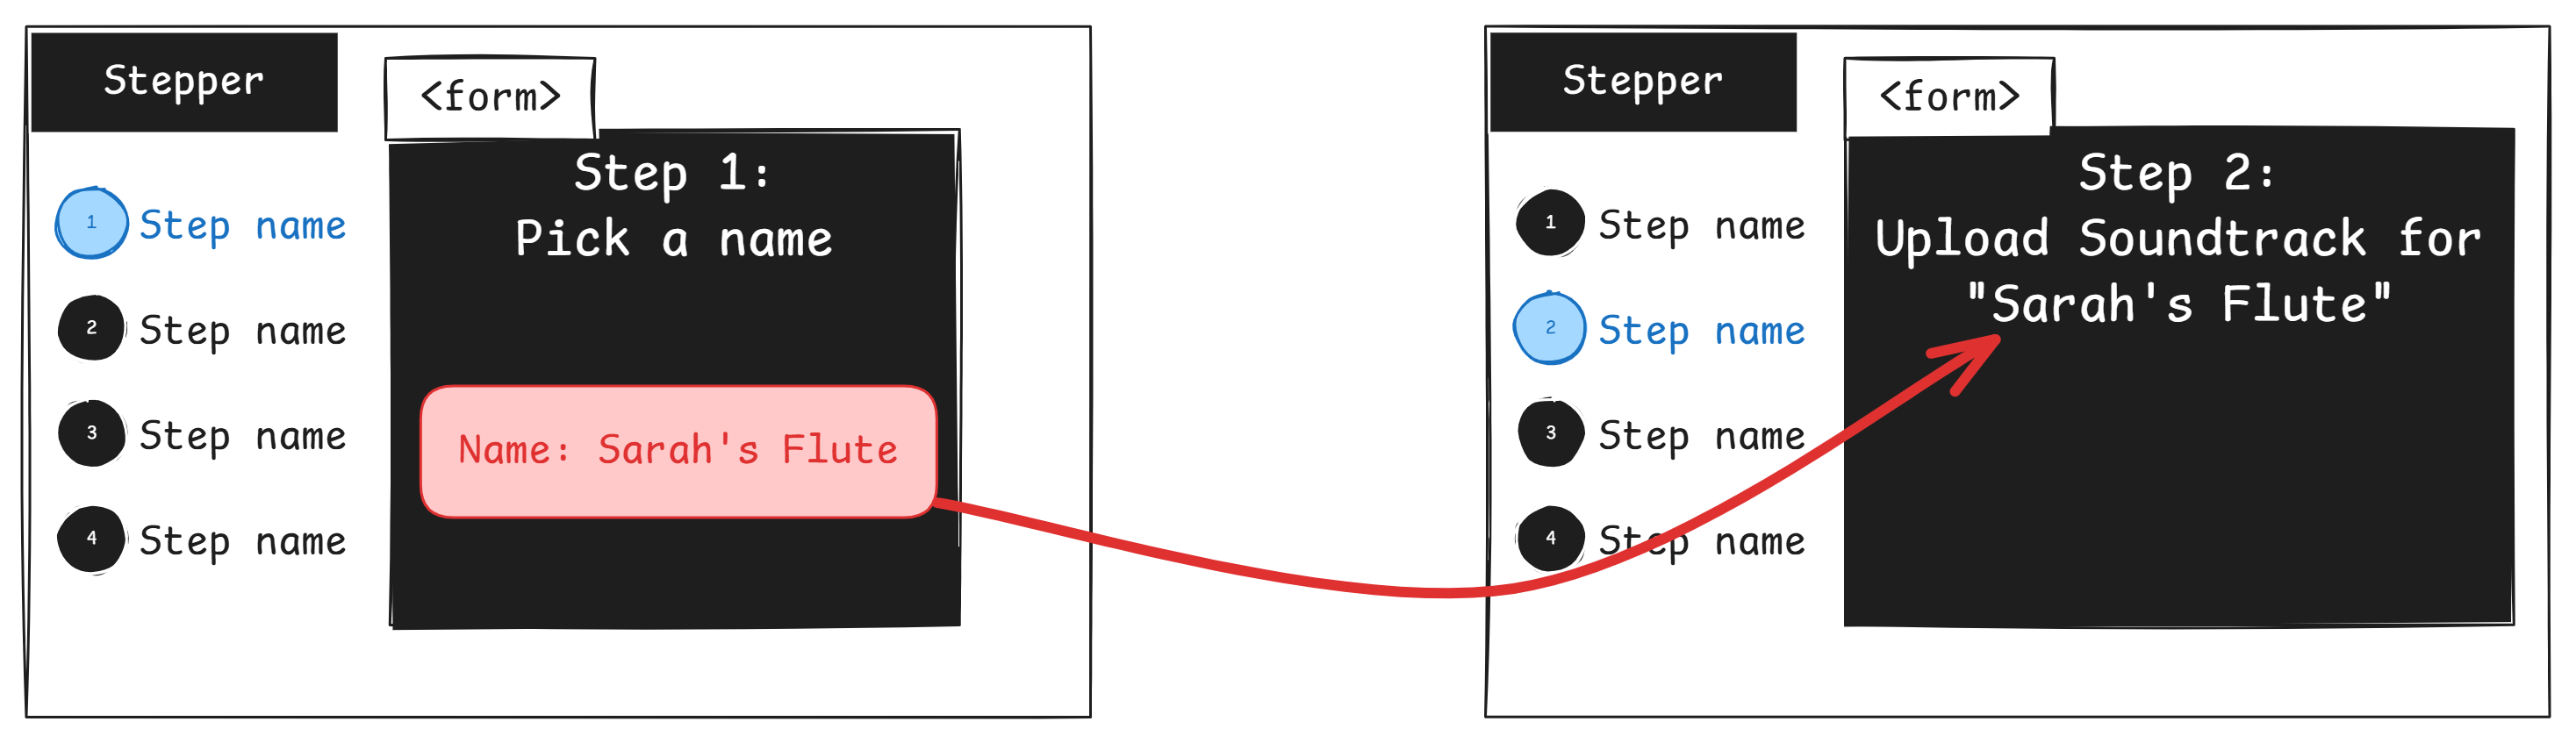 Stepper
<form>
Step 1:
Pick a name
1 Step name
2 Step name
3 Step name
4 Step name
Name: Sarah's Flute
Stepper
<form>
Step 2:
Upload Soundtrack for
"Sarah's Flute"
1 Step name
2 Step name
3 Step name
4 Step name